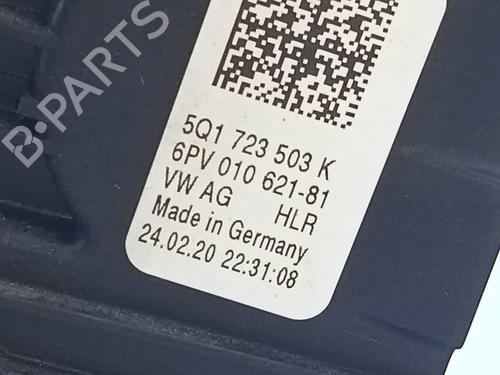 5Q1 723 503 K
6PV 010 621-81
VW AG HLR
Made in Germany
24.02.20 22:31:08
B-PARTS